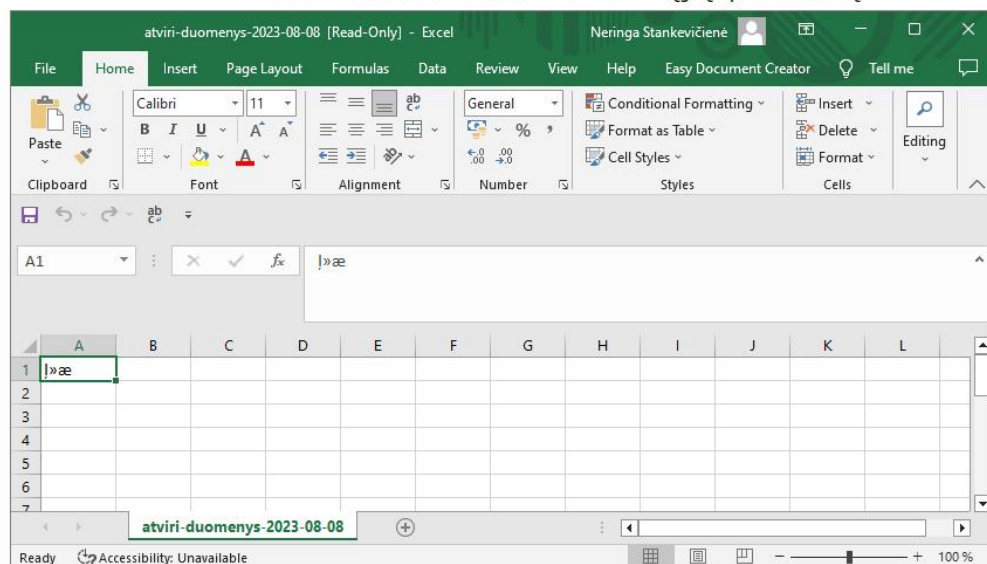 atviri-duomenys-2023-08-08 [Read-Only] - Excel
Neringa Stankevičienė
File Home Insert Page Layout Formulas Data Review View Help Easy Document Creator Tell me
Calibri 11
General
Conditional Formatting
Insert
Paste
B I U A A
% ,
Format as Table
Delete
Editing
A
Cell Styles
Format
Clipboard Font Alignment Number Styles Cells
A1
fx
ļ»æ
A B C D E F G H I J K L
1 ļ»æ
2
3
4
5
6
7
atviri-duomenys-2023-08-08
Ready Accessibility: Unavailable
100 %